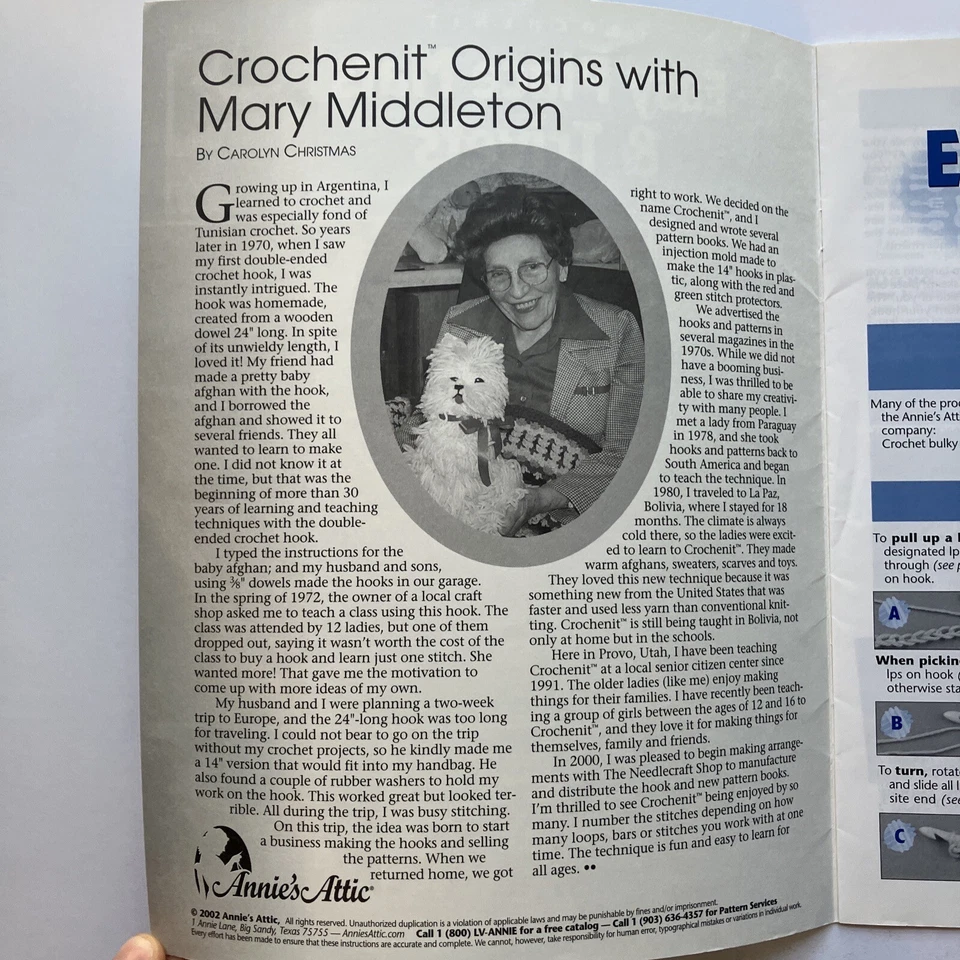 Crochenit™ Origins with
Mary Middleton
BY CAROLYN CHRISTMAS
Growing up in Argentina, I
learned to crochet and
was especially fond of
Tunisian crochet. So years
later in 1970, when I saw
my first double-ended
crochet hook, I was
instantly intrigued. The
hook was homemade,
created from a wooden
dowel 24" long. In spite
of its unwieldy length, I
loved it! My friend had
made a pretty baby
afghan with the hook,
and I borrowed the
afghan and showed it to
several friends. They all
wanted to learn to make
one. I did not know it at
the time, but that was the
beginning of more than 30
years of learning and teaching
techniques with the double-
ended crochet hook.
I typed the instructions for the
baby afghan; and my husband and sons,
using ⅜" dowels made the hooks in our garage.
In the spring of 1972, the owner of a local craft
shop asked me to teach a class using this hook. The
class was attended by 12 ladies, but one of them
dropped out, saying it wasn't worth the cost of the
class to buy a hook and learn just one stitch. She
wanted more! That gave me the motivation to
come up with more ideas of my own.
My husband and I were planning a two-week
trip to Europe, and the 24"-long hook was too long
for traveling. I could not bear to go on the trip
without my crochet projects, so he kindly made me
a 14" version that would fit into my handbag. He
also found a couple of rubber washers to hold my
work on the hook. This worked great but looked ter-
rible. All during the trip, I was busy stitching.
On this trip, the idea was born to start
a business making the hooks and selling
the patterns. When we
returned home, we got
right to work. We decided on the
name Crochenit™, and I
designed and wrote several
pattern books. We had an
injection mold made to
make the 14" hooks in plas-
tic, along with the red and
green stitch protectors.
We advertised the
hooks and patterns in
several magazines in the
1970s. While we did not
have a booming busi-
ness, I was thrilled to be
able to share my creativi-
ty with many people. I
met a lady from Paraguay
in 1978, and she took
hooks and patterns back to
South America and began
to teach the technique. In
1980, I traveled to La Paz,
Bolivia, where I stayed for 18
months. The climate is always
cold there, so the ladies were excit-
ed to learn to Crochenit™. They made
warm afghans, sweaters, scarves and toys.
They loved this new technique because it was
something new from the United States that was
faster and used less yarn than conventional knit-
ting. Crochenit™ is still being taught in Bolivia, not
only at home but in the schools.
Here in Provo, Utah, I have been teaching
Crochenit™ at a local senior citizen center since
1991. The older ladies (like me) enjoy making
things for their families. I have recently been teach-
ing a group of girls between the ages of 12 and 16 to
Crochenit™, and they love it for making things for
themselves, family and friends.
In 2000, I was pleased to begin making arrange-
ments with The Needlecraft Shop to manufacture
and distribute the hook and new pattern books.
I'm thrilled to see Crochenit™ being enjoyed by so
many. I number the stitches depending on how
many loops, bars or stitches you work with at one
time. The technique is fun and easy to learn for
all ages. ••
Annie's Attic®
© 2002 Annie's Attic, All rights reserved. Unauthorized duplication is a violation of applicable laws and may be punishable by fines and/or imprisonment.
1 Annie Lane, Big Sandy, Texas 75755 — AnniesAttic.com Call 1 (800) LV-ANNIE for a free catalog — Call 1 (903) 636-4357 for Pattern Services
Every effort has been made to ensure that these instructions are accurate and complete. We cannot, however, take responsibility for human error, typographical mistakes or variations in individual work.
Many of the
the Annie's
company:
Crochet bulky
To pull up a
designated
through (see
on hook.
A
When
lps on hook
otherwise
B
To turn,
and slide all
site end
C